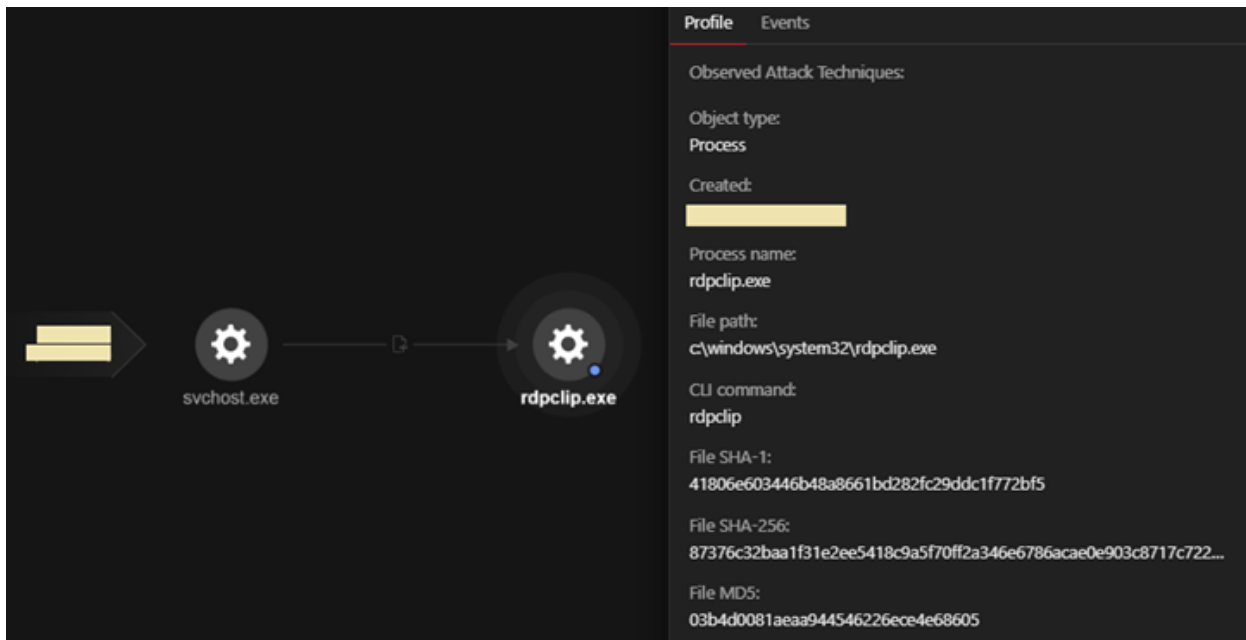 Profile Events
Observed Attack Techniques:
Object type:
Process
Created:
Process name:
rdpclip.exe
File path:
c:\windows\system32\rdpclip.exe
CLI command:
rdpclip
File SHA-1:
41806e603446b48a8661bd282fc29ddc1f772bf5
File SHA-256:
87376c32baa1f31e2ee5418c9a5f70ff2a346e6786acae0e903c8717c722...
File MD5:
03b4d0081aeaa944546226ece4e68605
svchost.exe
rdpclip.exe